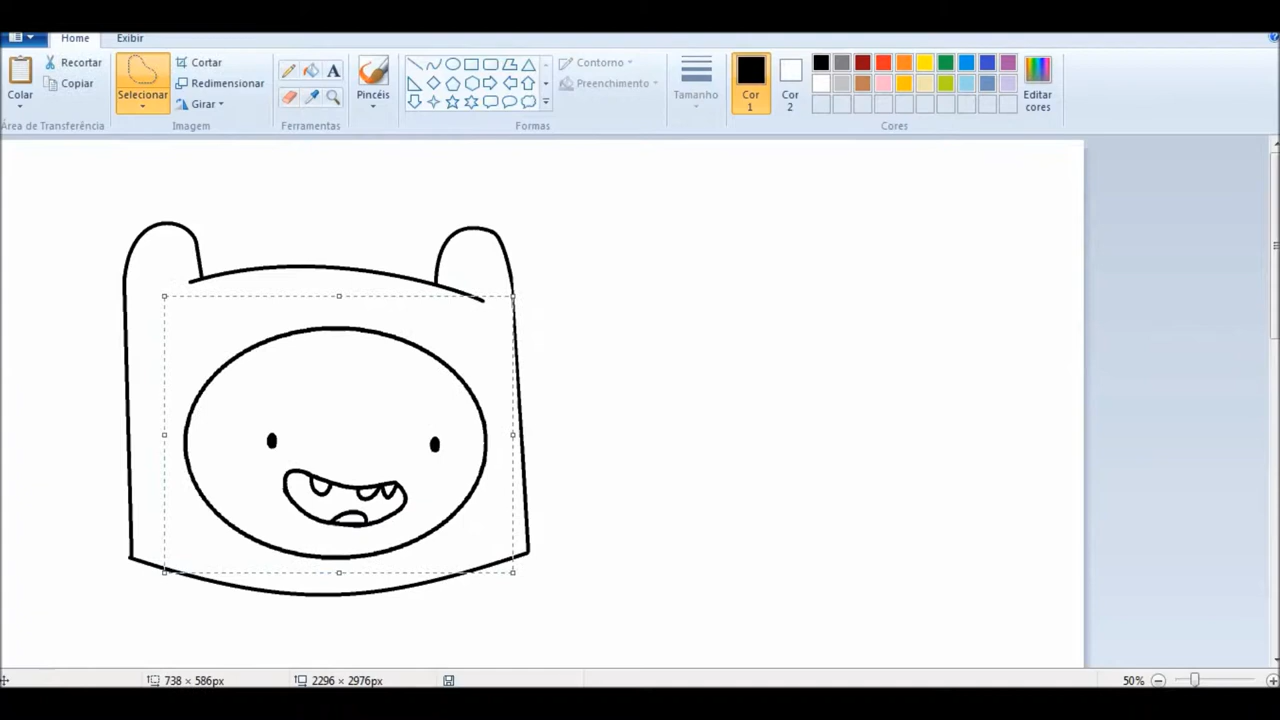 Home Exibir
Colar
Recortar
Copiar
Área de Transferência
Selecionar
Cortar
Redimensionar
Girar
Imagem
A
Ferramentas
Pincéis
Contorno
Preenchimento
Formas
Tamanho
Cor
1
Cor
2
Editar
cores
Cores
738 × 586px
2296 × 2976px
50%